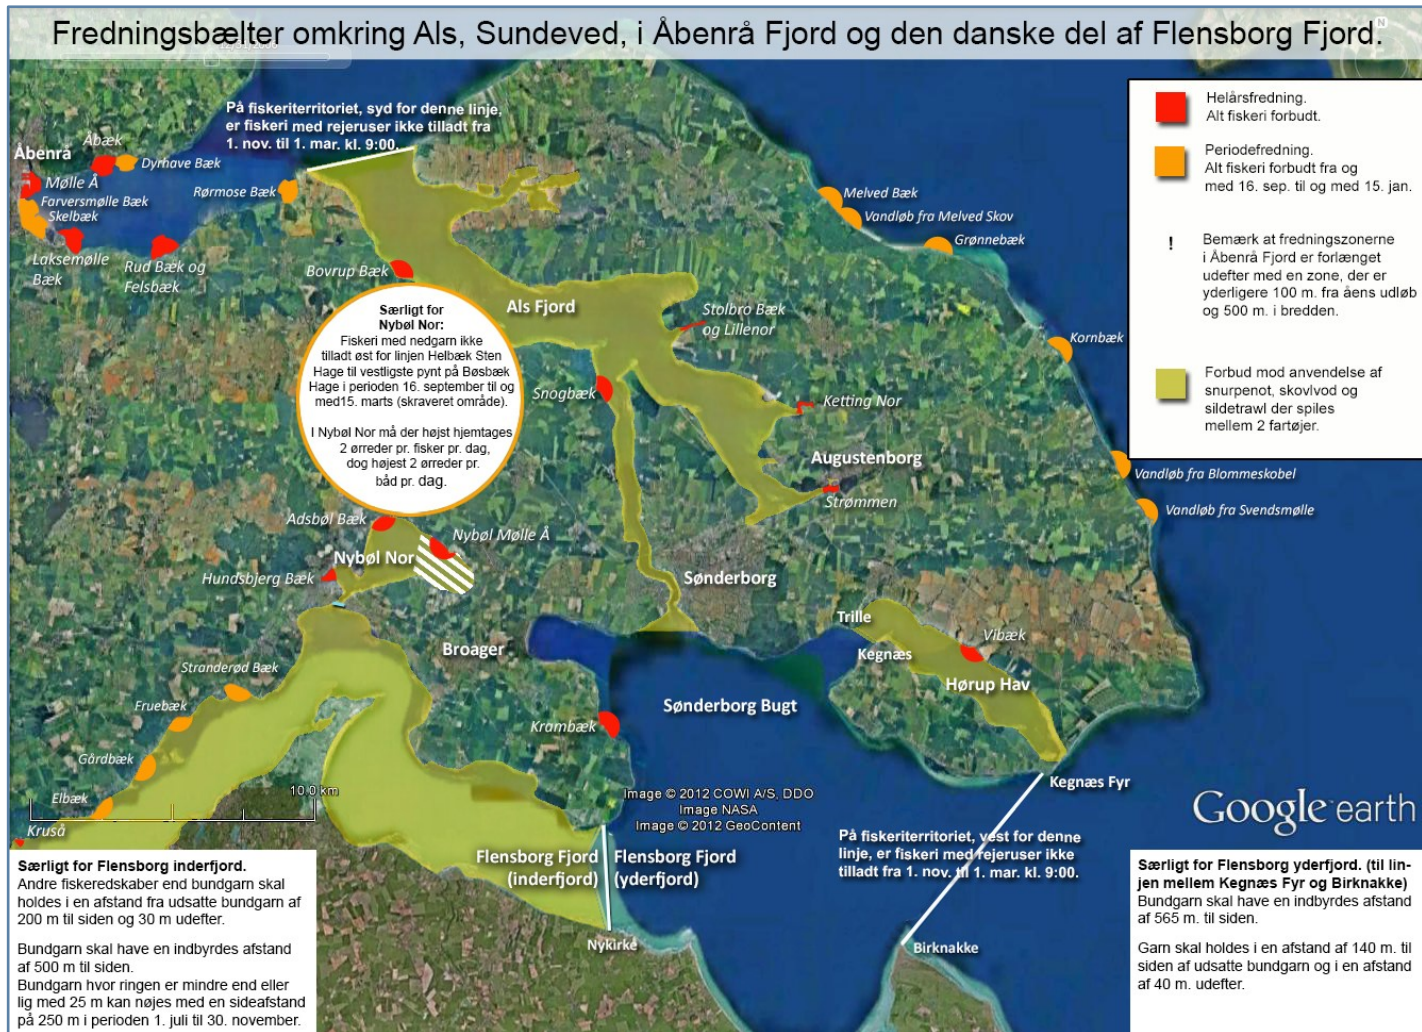 Fredningsbælter omkring Als, Sundeved, i Åbenrå Fjord og den danske del af Flensborg Fjord.
N
På fiskeriterritoriet, syd for denne linje,
er fiskeri med rejeruser ikke tilladt fra
1. nov. til 1. mar. kl. 9:00.
Helårsfredning.
Alt fiskeri forbudt.
Periodefredning.
Alt fiskeri forbudt fra og
med 16. sep. til og med 15. jan.
!
Bemærk at fredningszonerne
i Åbenrå Fjord er forlænget
udefter med en zone, der er
yderligere 100 m. fra åens udløb
og 500 m. i bredden.
Forbud mod anvendelse af
snurpenot, skovlvod og
sildetrawl der spiles
mellem 2 fartøjer.
Åbenrå
Åbæk
Dyrhave Bæk
Mølle Å
Farversmølle Bæk
Skelbæk
Laksemølle
Bæk
Rud Bæk og
Felsbæk
Rørmose Bæk
Bovrup Bæk
Melved Bæk
Vandløb fra Melved Skov
Grønnebæk
Kornbæk
Als Fjord
Stolbro Bæk
og Lillenor
Snogbæk
Ketting Nor
Augustenborg
Strømmen
Vandløb fra Blommeskobel
Vandløb fra Svendsmølle
Særligt for
Nybøl Nor:
Fiskeri med nedgarn ikke
tilladt øst for linjen Helbæk Sten
Hage til vestligste pynt på Bøsbæk
Hage i perioden 16. september til og
med15. marts (skraveret område).
I Nybøl Nor må der højst hjemtages
2 ørreder pr. fisker pr. dag,
dog højest 2 ørreder pr.
båd pr. dag.
Adsbøl Bæk
Nybøl Nor
Nybøl Mølle Å
Hundsbjerg Bæk
Sønderborg
Trille
Kegnæs
Vibæk
Hørup Hav
Broager
Sønderborg Bugt
Stranderød Bæk
Fruebæk
Gårdbæk
Elbæk
Kruså
Krambæk
10.0 km
Kegnæs Fyr
Image © 2012 COWI A/S, DDO
Image NASA
Image © 2012 GeoContent
Google earth
På fiskeriterritoriet, vest for denne
linje, er fiskeri med rejeruser ikke
tilladt fra 1. nov. til 1. mar. kl. 9:00.
Flensborg Fjord
(inderfjord)
Flensborg Fjord
(yderfjord)
Nykirke
Birknakke
Særligt for Flensborg inderfjord.
Andre fiskeredskaber end bundgarn skal
holdes i en afstand fra udsatte bundgarn af
200 m til siden og 30 m udefter.
Bundgarn skal have en indbyrdes afstand
af 500 m til siden.
Bundgarn hvor ringen er mindre end eller
lig med 25 m kan nøjes med en sideafstand
på 250 m i perioden 1. juli til 30. november.
Særligt for Flensborg yderfjord. (til lin-
jen mellem Kegnæs Fyr og Birknakke)
Bundgarn skal have en indbyrdes afstand
af 565 m. til siden.
Garn skal holdes i en afstand af 140 m. til
siden af udsatte bundgarn og i en afstand
af 40 m. udefter.